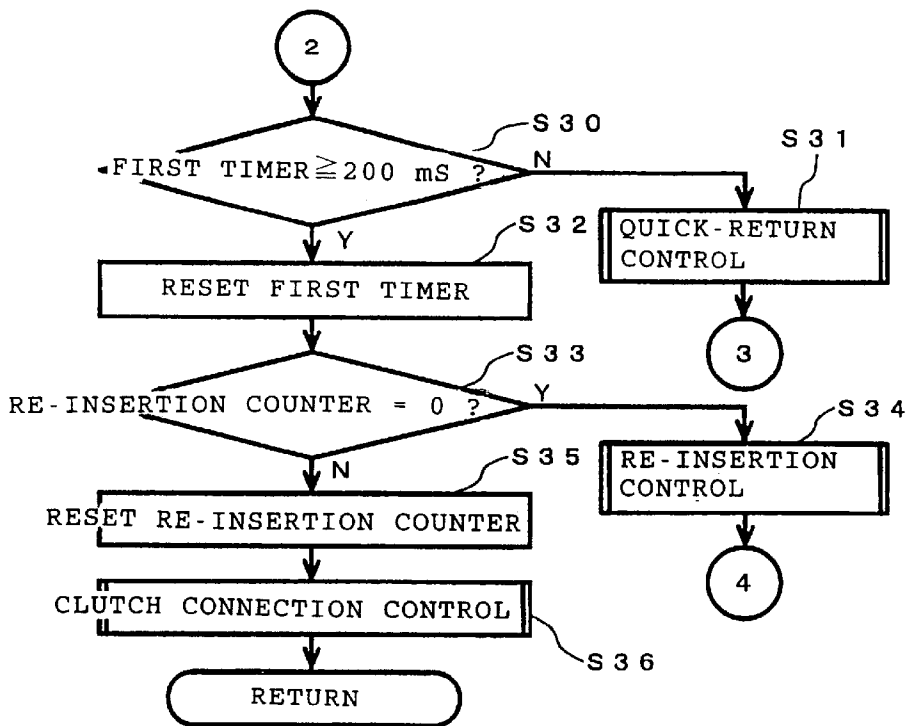 2
S30
FIRST TIMER≧200 mS ?
N
S31
Y
S32
QUICK-RETURN
CONTROL
RESET FIRST TIMER
3
S33
RE-INSERTION COUNTER = 0 ?
Y
S34
N
S35
RE-INSERTION
CONTROL
RESET RE-INSERTION COUNTER
4
CLUTCH CONNECTION CONTROL
S36
RETURN